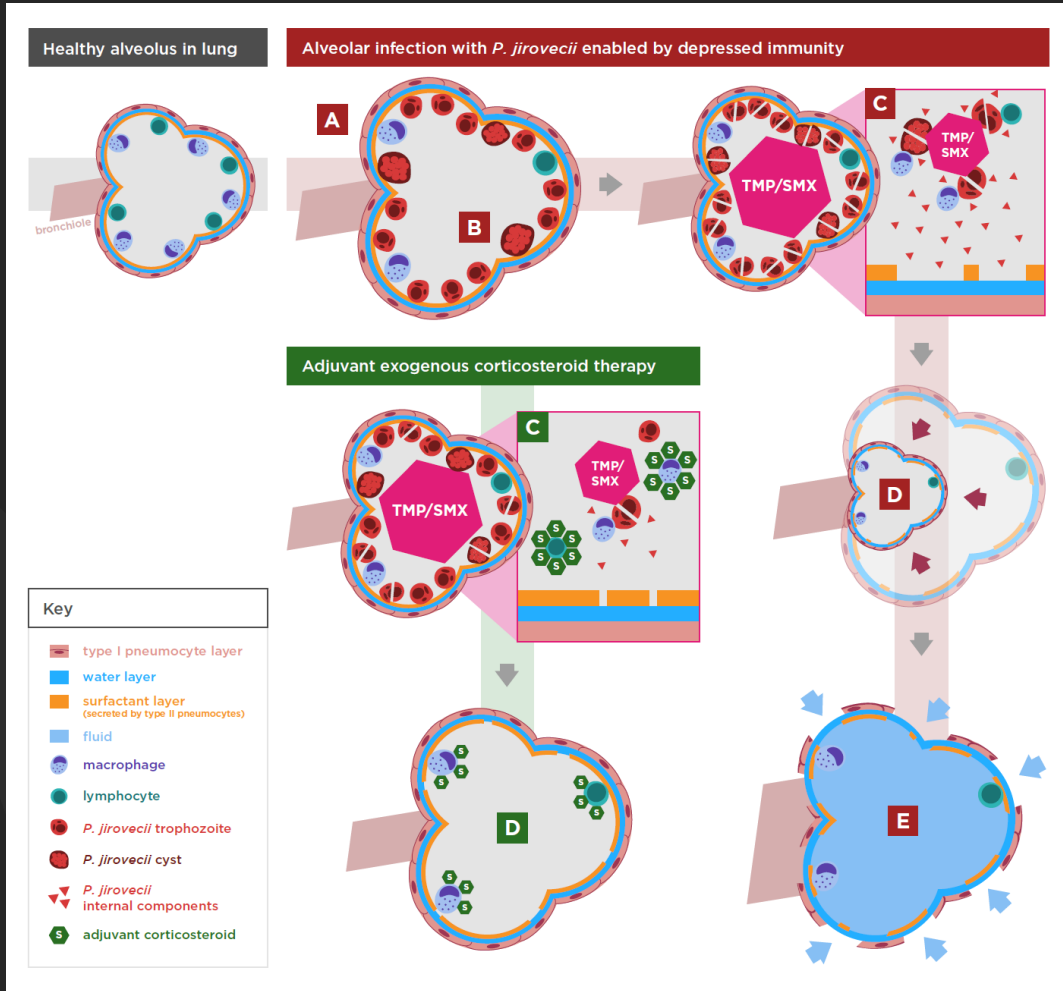 Healthy alveolus in lung
Alveolar infection with P. jirovecii enabled by depressed immunity
bronchiole
A
B
TMP/SMX
C
TMP/
SMX
Adjuvant exogenous corticosteroid therapy
TMP/SMX
C
TMP/
SMX
S
S
S
S
S
S
S
S
S
S
S
S
D
Key
type I pneumocyte layer
water layer
surfactant layer
(secreted by type II pneumocytes)
fluid
macrophage
lymphocyte
P. jirovecii trophozoite
P. jirovecii cyst
P. jirovecii
internal components
S
adjuvant corticosteroid
S
S
S
S
S
S
S
S
S
D
E